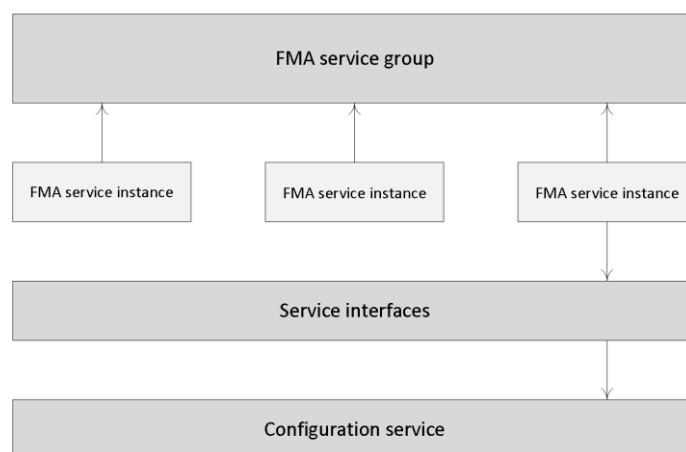 FMA service group
FMA service instance
FMA service instance
FMA service instance
Service interfaces
Configuration service